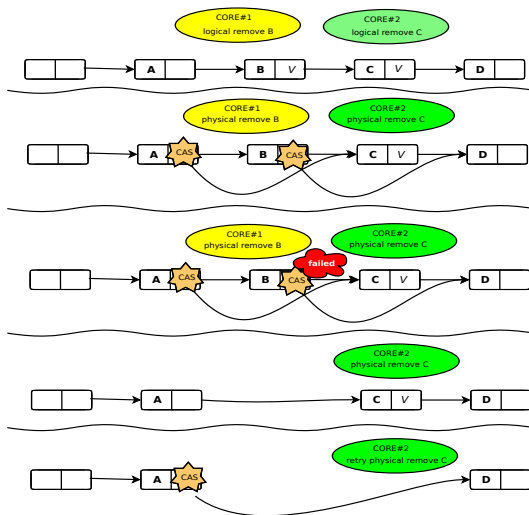 CORE#1
logical remove B
CORE#2
logical remove C
A B V C V D
CORE#1
physical remove B
CORE#2
physical remove C
A CAS B CAS C V D
CORE#1
physical remove B
CORE#2
physical remove C
failed
A CAS B CAS C V D
CORE#2
physical remove C
A C V D
CORE#2
retry physical remove C
A CAS D